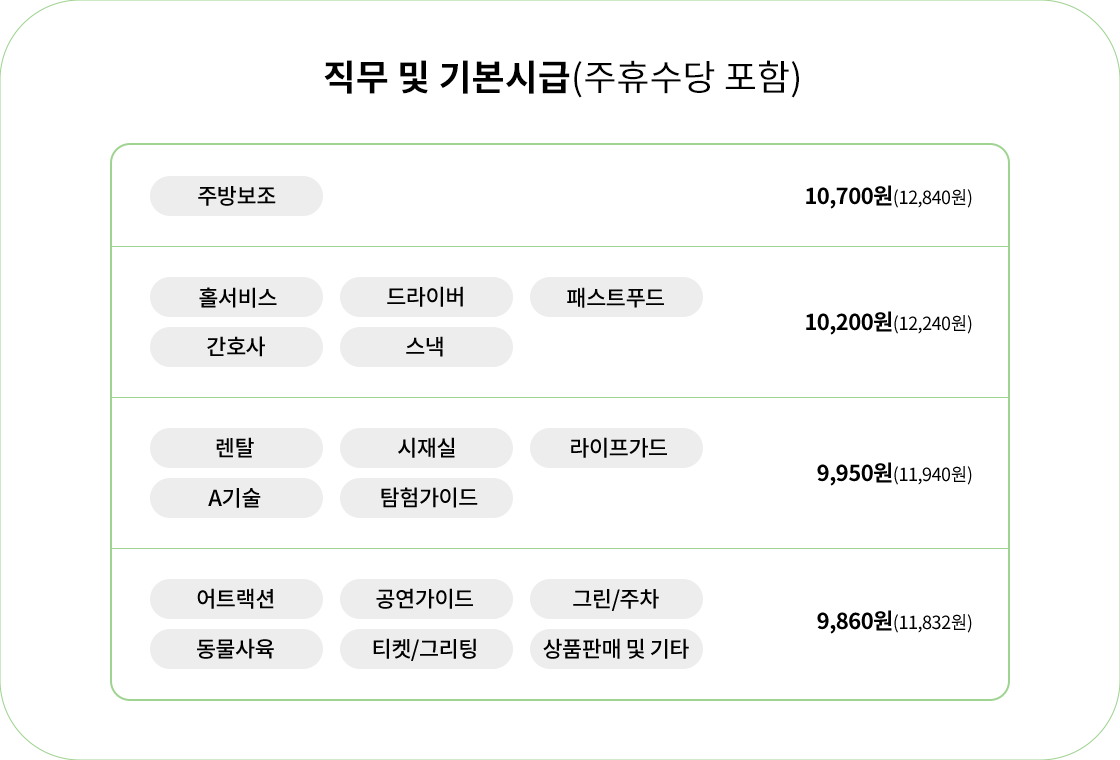 직무 및 기본시급(주휴수당 포함)
주방보조
10,700원(12,840원)
홀서비스 드라이버 패스트푸드
간호사 스낵
10,200원(12,240원)
렌탈 시재실 라이프가드
A기술 탐험가이드
9,950원(11,940원)
어트랙션 공연가이드 그린/주차
동물사육 티켓/그리팅 상품판매 및 기타
9,860원(11,832원)